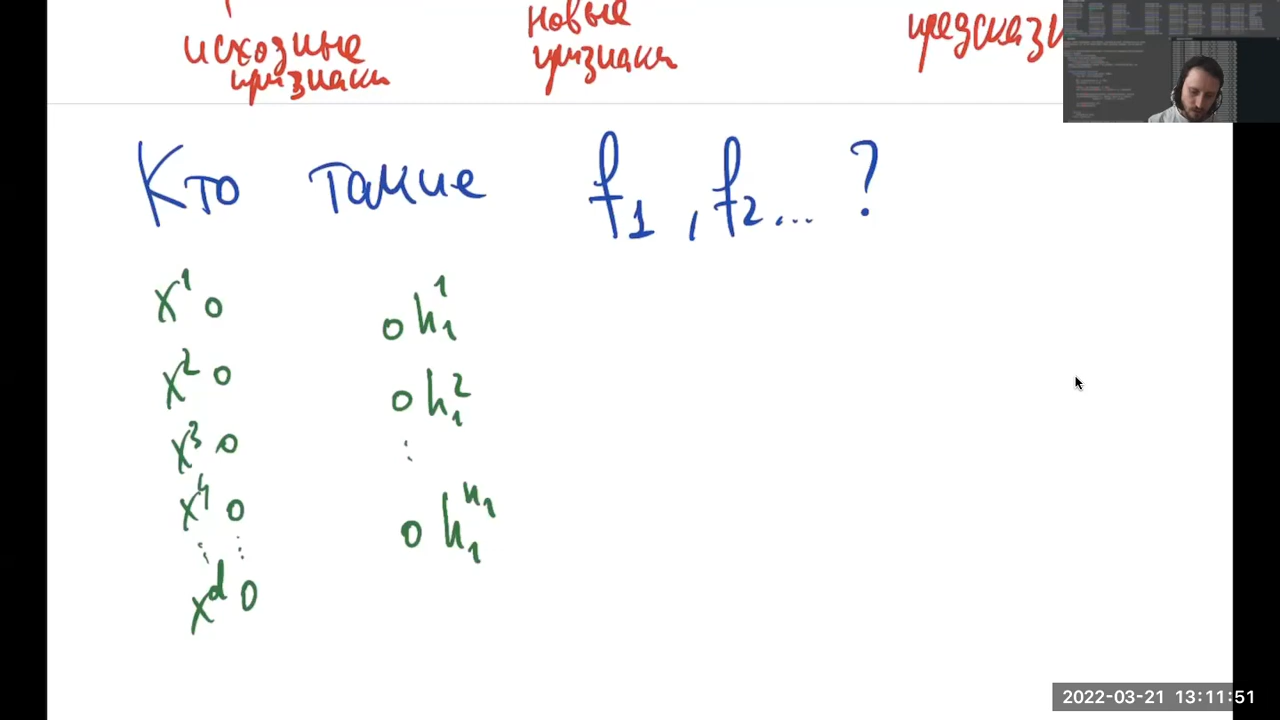 исходные новые предсказ
признаки признаки
Кто такие f₁, f₂... ?
x¹ o o h₁¹
x² o o h₁²
x³ o ⋮
x⁴ o o h₁ⁿ¹
⋮ ⋮
xᵈ o
2022-03-21 13:11:51